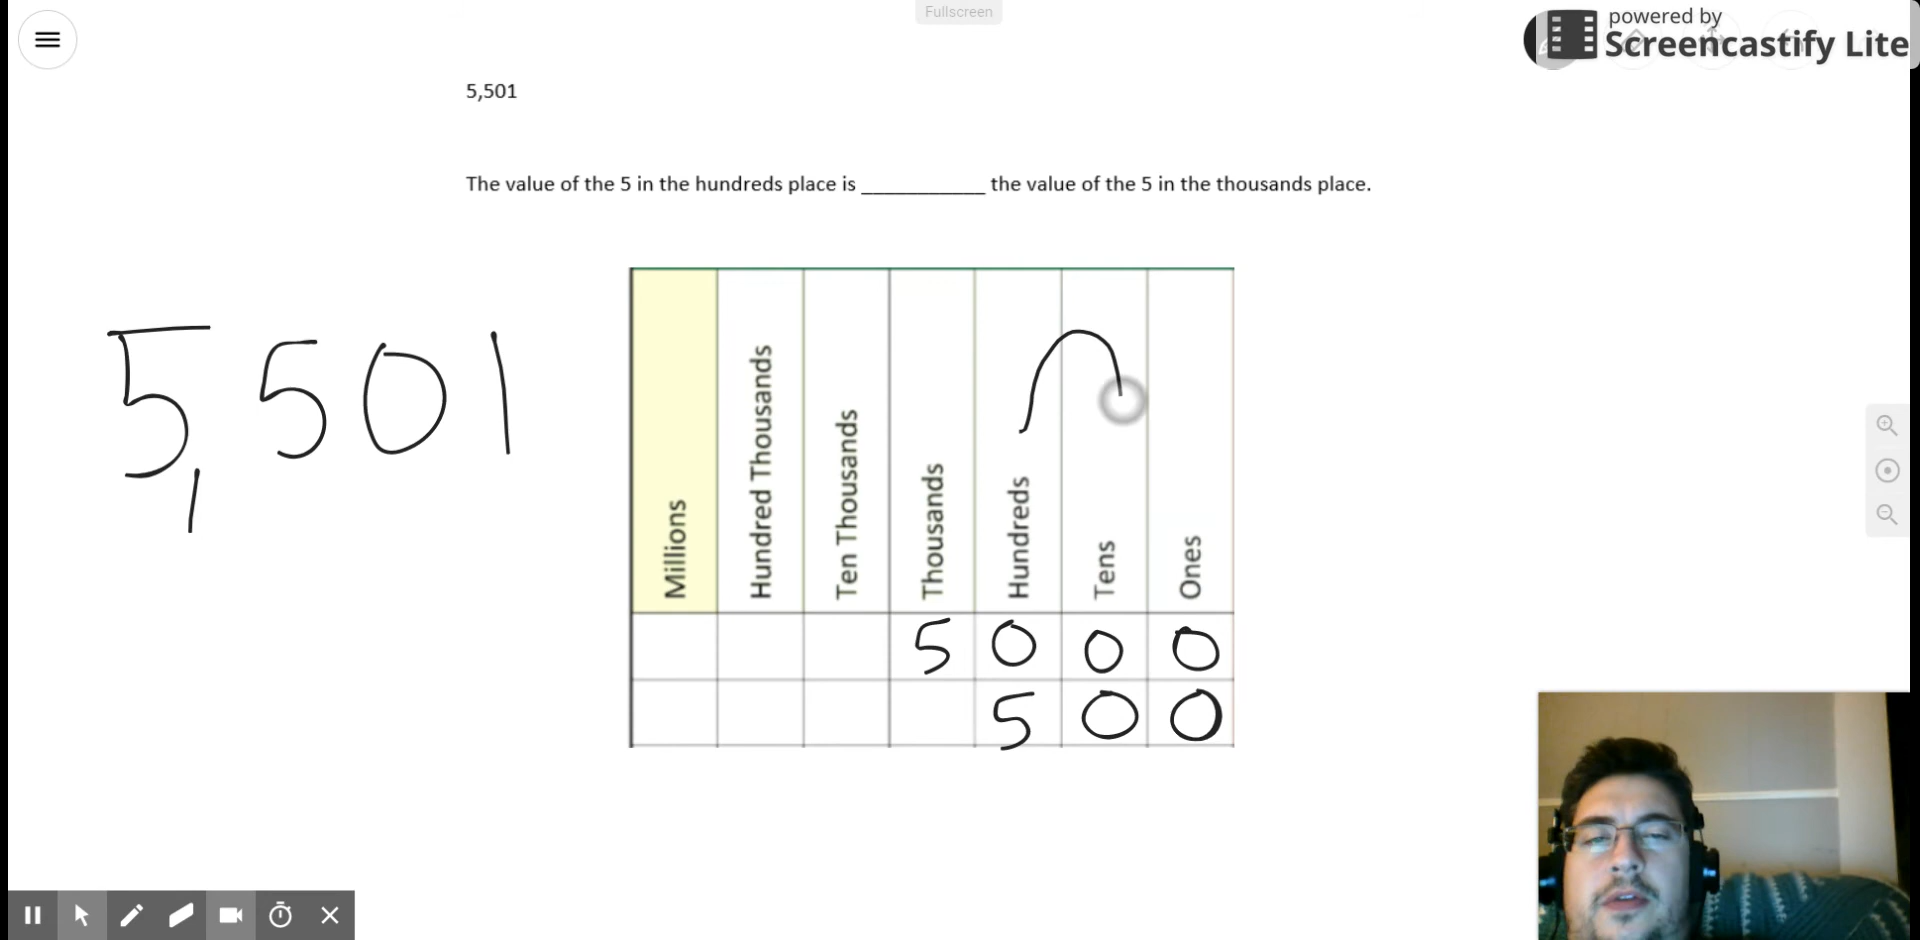 Fullscreen
powered by
Screencastify Lite
5,501
The value of the 5 in the hundreds place is ___________ the value of the 5 in the thousands place.
5,501
Millions
Hundred Thousands
Ten Thousands
Thousands
Hundreds
Tens
Ones
5 0 0 0
5 0 0